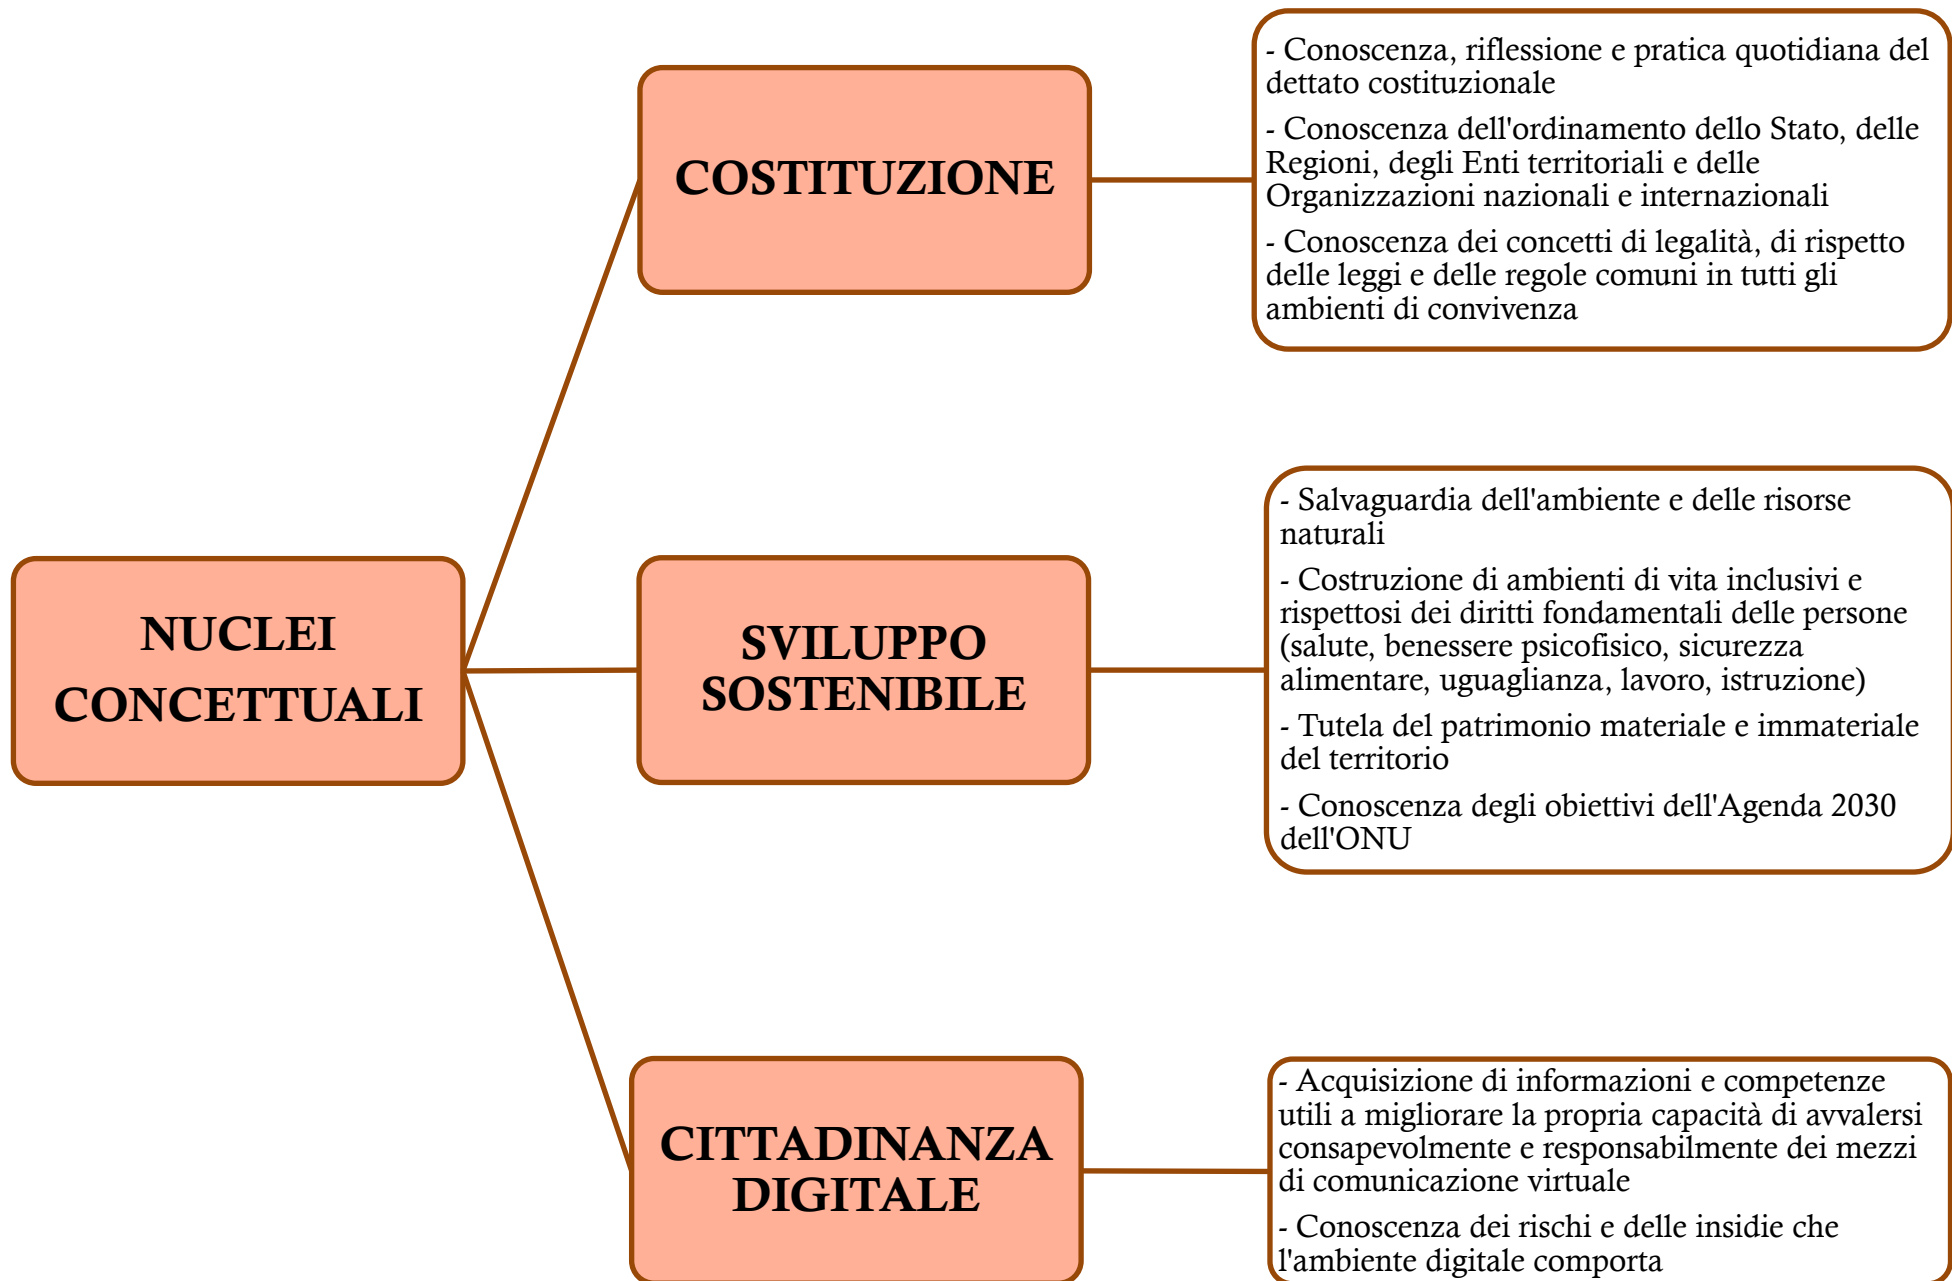 NUCLEI
CONCETTUALI
COSTITUZIONE
- Conoscenza, riflessione e pratica quotidiana del
dettato costituzionale
- Conoscenza dell'ordinamento dello Stato, delle
Regioni, degli Enti territoriali e delle
Organizzazioni nazionali e internazionali
- Conoscenza dei concetti di legalità, di rispetto
delle leggi e delle regole comuni in tutti gli
ambienti di convivenza
SVILUPPO
SOSTENIBILE
- Salvaguardia dell'ambiente e delle risorse
naturali
- Costruzione di ambienti di vita inclusivi e
rispettosi dei diritti fondamentali delle persone
(salute, benessere psicofisico, sicurezza
alimentare, uguaglianza, lavoro, istruzione)
- Tutela del patrimonio materiale e immateriale
del territorio
- Conoscenza degli obiettivi dell'Agenda 2030
dell'ONU
CITTADINANZA
DIGITALE
- Acquisizione di informazioni e competenze
utili a migliorare la propria capacità di avvalersi
consapevolmente e responsabilmente dei mezzi
di comunicazione virtuale
- Conoscenza dei rischi e delle insidie che
l'ambiente digitale comporta